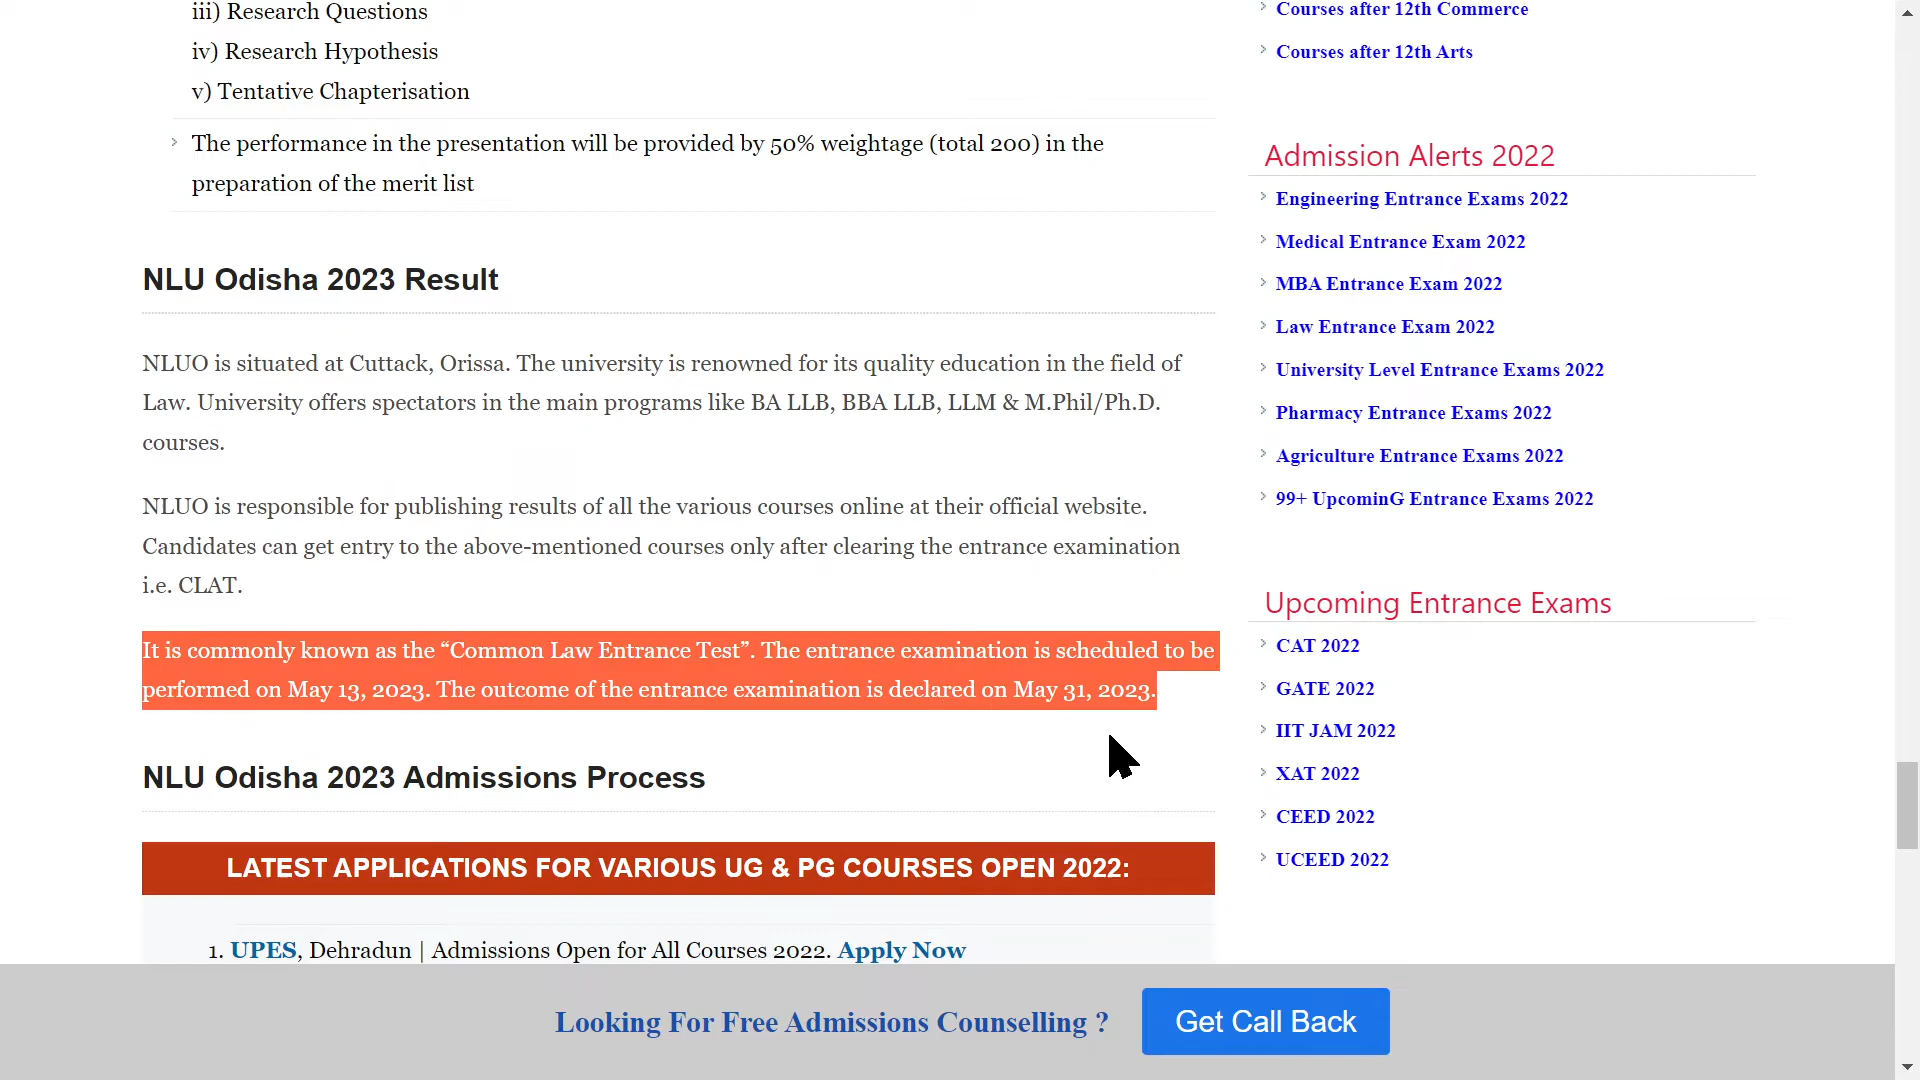 iii) Research Questions
iv) Research Hypothesis
v) Tentative Chapterisation
The performance in the presentation will be provided by 50% weightage (total 200) in the
preparation of the merit list
NLU Odisha 2023 Result
NLUO is situated at Cuttack, Orissa. The university is renowned for its quality education in the field of
Law. University offers spectators in the main programs like BA LLB, BBA LLB, LLM & M.Phil/Ph.D.
courses.
NLUO is responsible for publishing results of all the various courses online at their official website.
Candidates can get entry to the above-mentioned courses only after clearing the entrance examination
i.e. CLAT.
It is commonly known as the “Common Law Entrance Test”. The entrance examination is scheduled to be
performed on May 13, 2023. The outcome of the entrance examination is declared on May 31, 2023.
NLU Odisha 2023 Admissions Process
LATEST APPLICATIONS FOR VARIOUS UG & PG COURSES OPEN 2022:
1. UPES, Dehradun | Admissions Open for All Courses 2022. Apply Now
Courses after 12th Commerce
Courses after 12th Arts
Admission Alerts 2022
Engineering Entrance Exams 2022
Medical Entrance Exam 2022
MBA Entrance Exam 2022
Law Entrance Exam 2022
University Level Entrance Exams 2022
Pharmacy Entrance Exams 2022
Agriculture Entrance Exams 2022
99+ UpcominG Entrance Exams 2022
Upcoming Entrance Exams
CAT 2022
GATE 2022
IIT JAM 2022
XAT 2022
CEED 2022
UCEED 2022
Looking For Free Admissions Counselling ?
Get Call Back